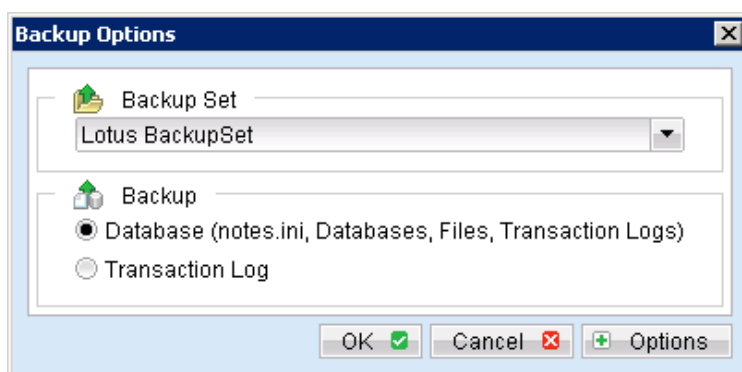 Backup Options
Backup Set
Lotus BackupSet
Backup
Database (notes.ini, Databases, Files, Transaction Logs)
Transaction Log
OK Cancel Options